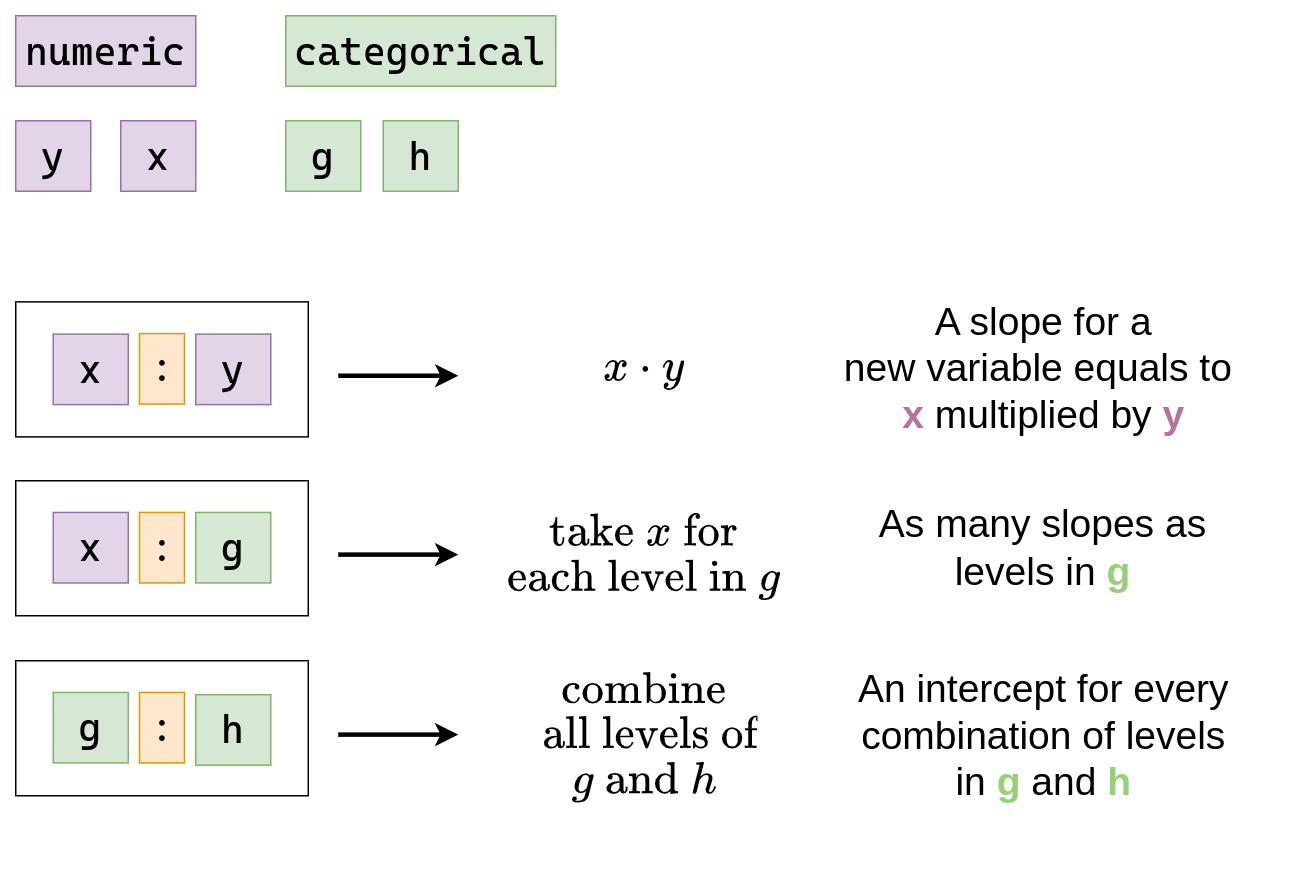 numeric categorical
y x g h
x : y
x · y
A slope for a
new variable equals to
x multiplied by y
x : g
take x for
each level in g
As many slopes as
levels in g
g : h
combine
all levels of
g and h
An intercept for every
combination of levels
in g and h